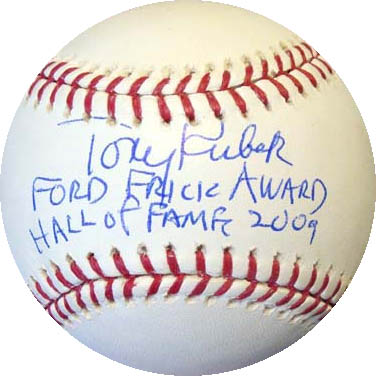 Tony Kubek
FORD FRICK AWARD
HALL OF FAME 2009